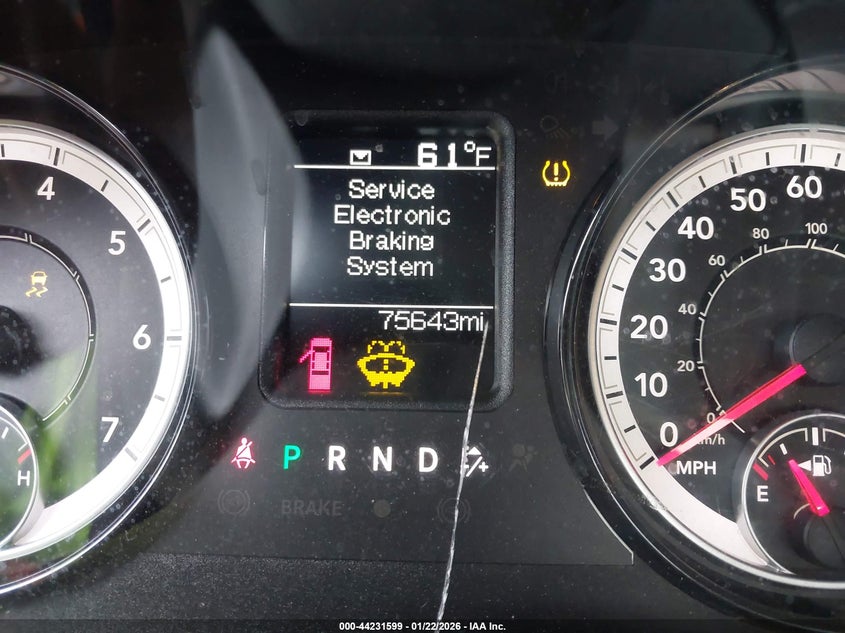 61°F
Service
Electronic
Braking
System
75643mi
4
5
6
7
H
P R N D
BRAKE
0
10
20
30
40
50
60
0
20
40
60
80
100
km/h
MPH
E
000-44231599 - 01/22/2026 - IAA Inc.